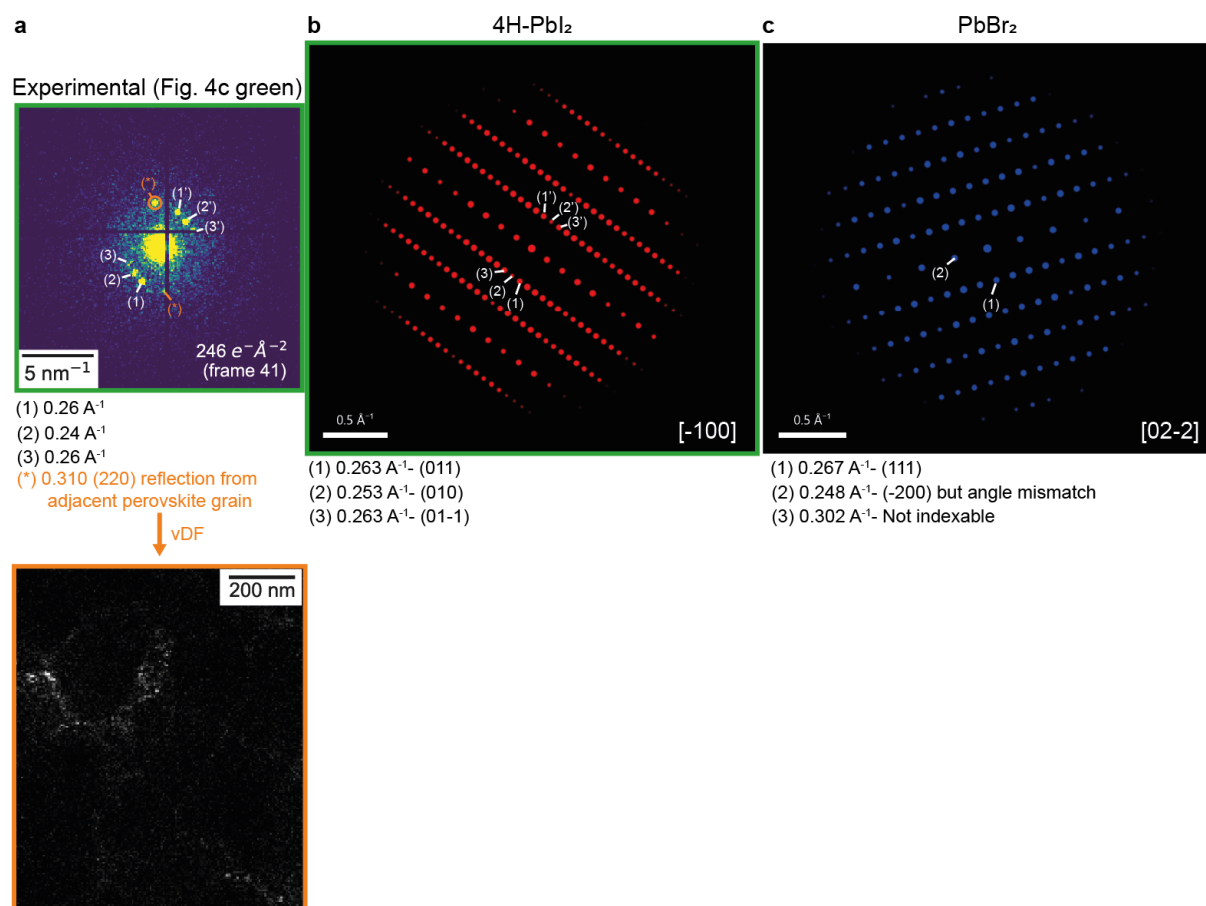 a
Experimental (Fig. 4c green)
(*)
(1')
(2')
(3')
(3)
(2)
(1)
(*)
246 e⁻Å⁻²
(frame 41)
5 nm⁻¹
(1) 0.26 A⁻¹
(2) 0.24 A⁻¹
(3) 0.26 A⁻¹
(*) 0.310 (220) reflection from
adjacent perovskite grain
vDF
200 nm
b
4H-PbI₂
(1')
(2')
(3')
(3)
(2)
(1)
0.5 Å⁻¹
[-100]
(1) 0.263 A⁻¹- (011)
(2) 0.253 A⁻¹- (010)
(3) 0.263 A⁻¹- (01-1)
c
PbBr₂
(2)
(1)
0.5 Å⁻¹
[02-2]
(1) 0.267 A⁻¹- (111)
(2) 0.248 A⁻¹- (-200) but angle mismatch
(3) 0.302 A⁻¹- Not indexable